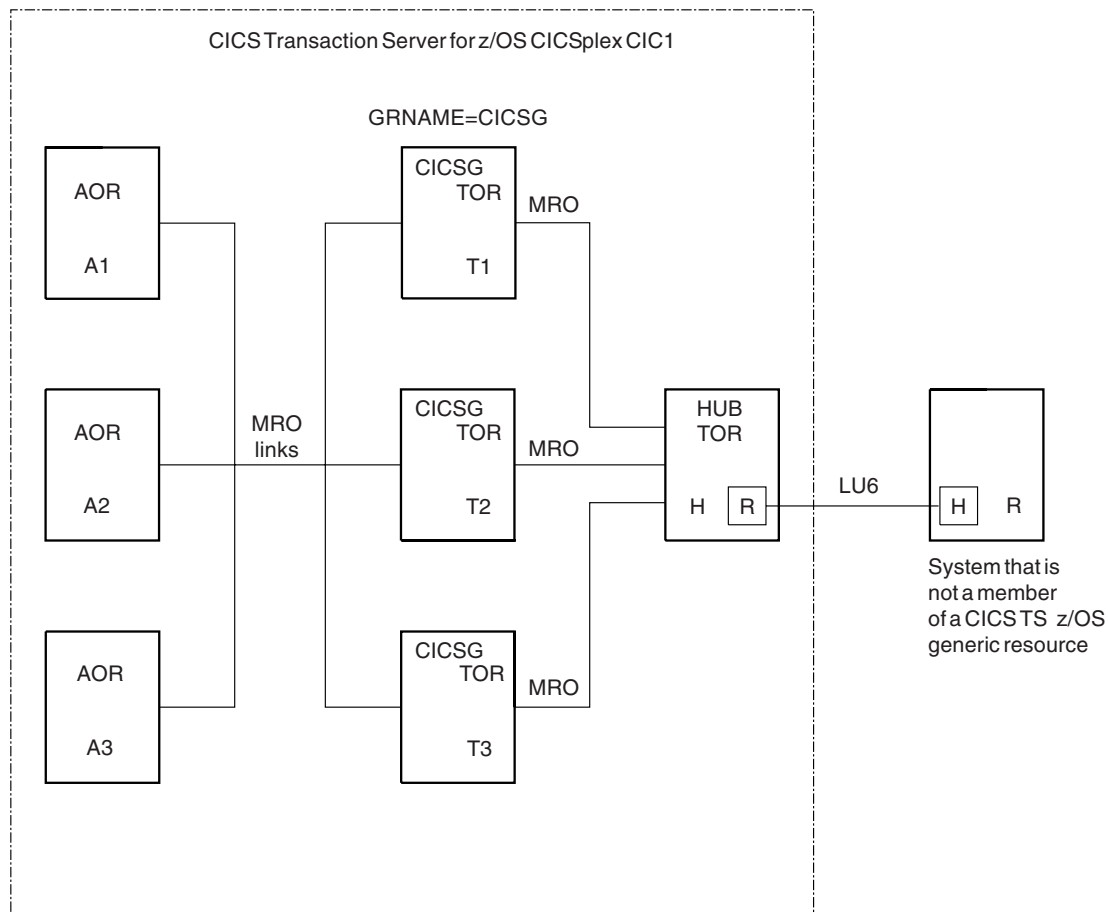 CICS Transaction Server for z/OS CICSplex CIC1
GRNAME=CICSG
AOR
A1
CICSG
TOR
T1
MRO
AOR
A2
MRO
links
CICSG
TOR
T2
MRO
HUB
TOR
H
R
LU6
H
R
System that is
not a member
of a CICS TS z/OS
generic resource
AOR
A3
CICSG
TOR
T3
MRO